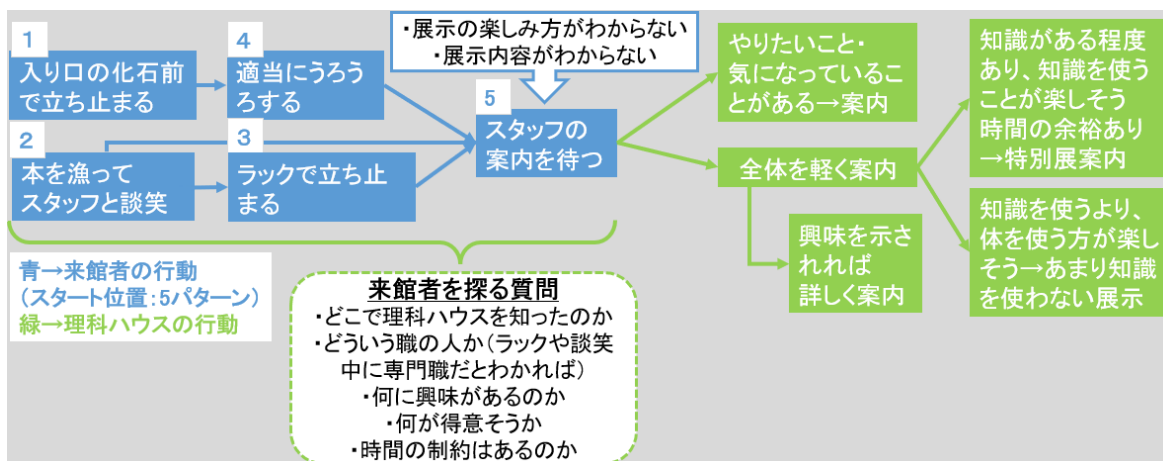 1
入り口の化石前
で立ち止まる
4
適当にうろう
ろする
・展示の楽しみ方がわからない
・展示内容がわからない
5
スタッフの
案内を待つ
2
本を漁って
スタッフと談笑
3
ラックで立ち止
まる
やりたいこと・
気になっているこ
とがある→案内
全体を軽く案内
興味を示さ
れれば
詳しく案内
知識がある程度
あり、知識を使う
ことが楽しそう
時間の余裕あり
→特別展案内
知識を使うより、
体を使う方が楽し
そう→あまり知識
を使わない展示
青→来館者の行動
(スタート位置:5パターン)
緑→理科ハウスの行動
来館者を探る質問
・どこで理科ハウスを知ったのか
・どういう職の人か(ラックや談笑
中に専門職だとわかれば)
・何に興味があるのか
・何が得意そうか
・時間の制約はあるのか